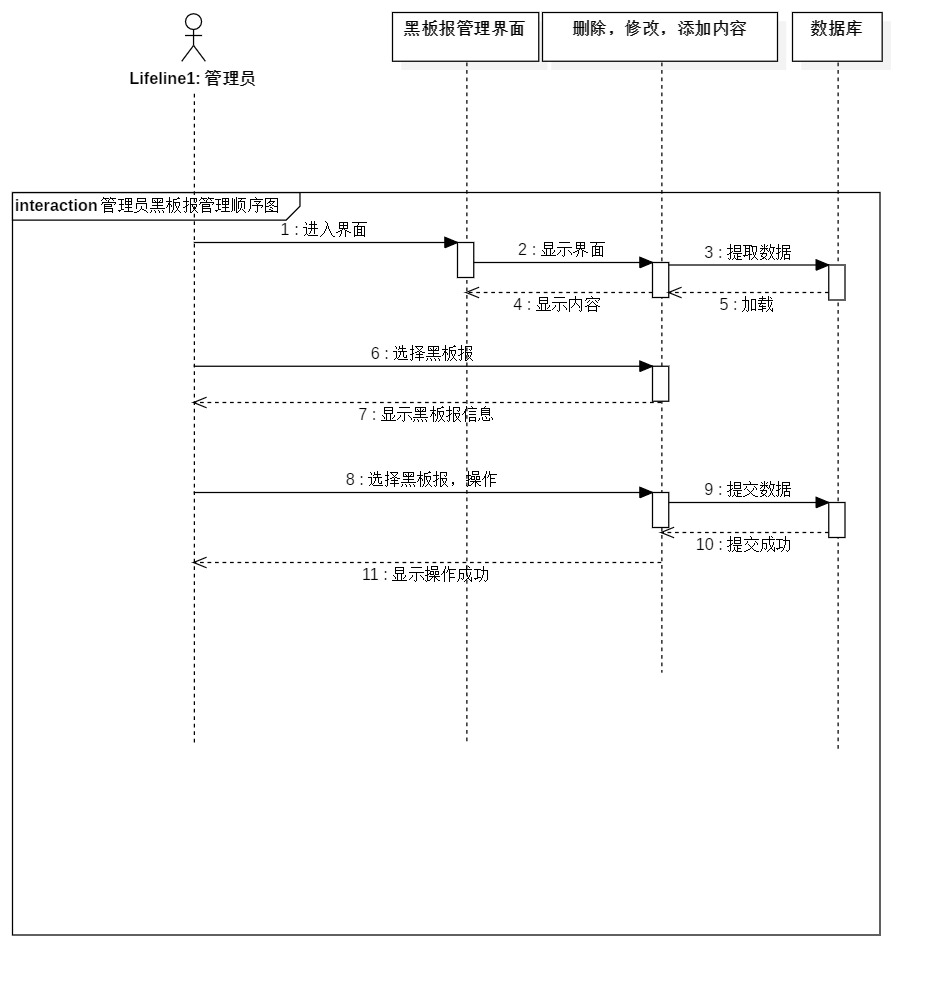 黑板报管理界面
删除，修改，添加内容
数据库
Lifeline1: 管理员
interaction 管理员黑板报管理顺序图
1 : 进入界面
2 : 显示界面
3 : 提取数据
4 : 显示内容
5 : 加载
6 : 选择黑板报
7 : 显示黑板报信息
8 : 选择黑板报，操作
9 : 提交数据
10 : 提交成功
11 : 显示操作成功